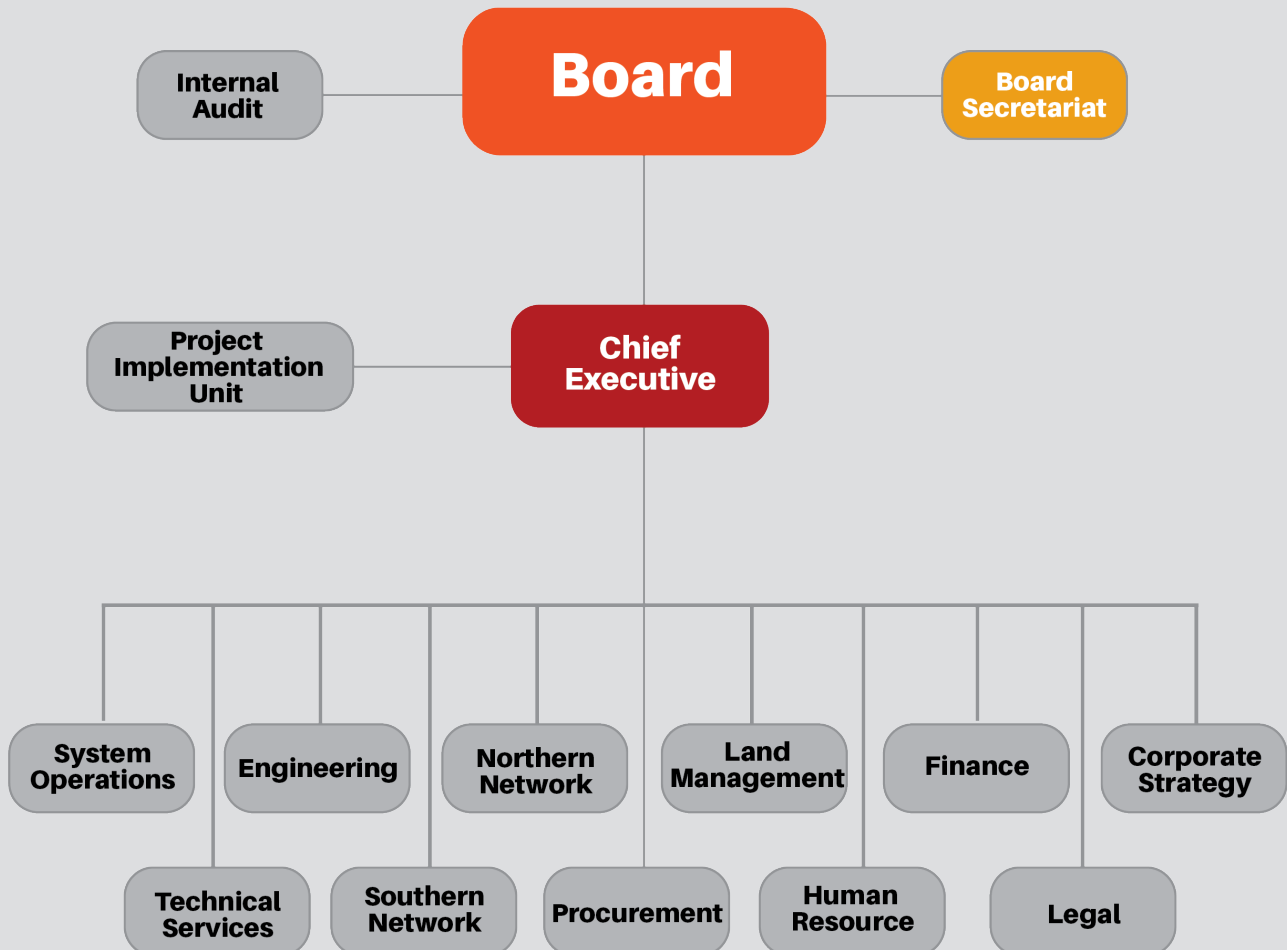 Board
Internal
Audit
Board
Secretariat
Project
Implementation
Unit
Chief
Executive
System
Operations
Engineering
Northern
Network
Land
Management
Finance
Corporate
Strategy
Technical
Services
Southern
Network
Procurement
Human
Resource
Legal